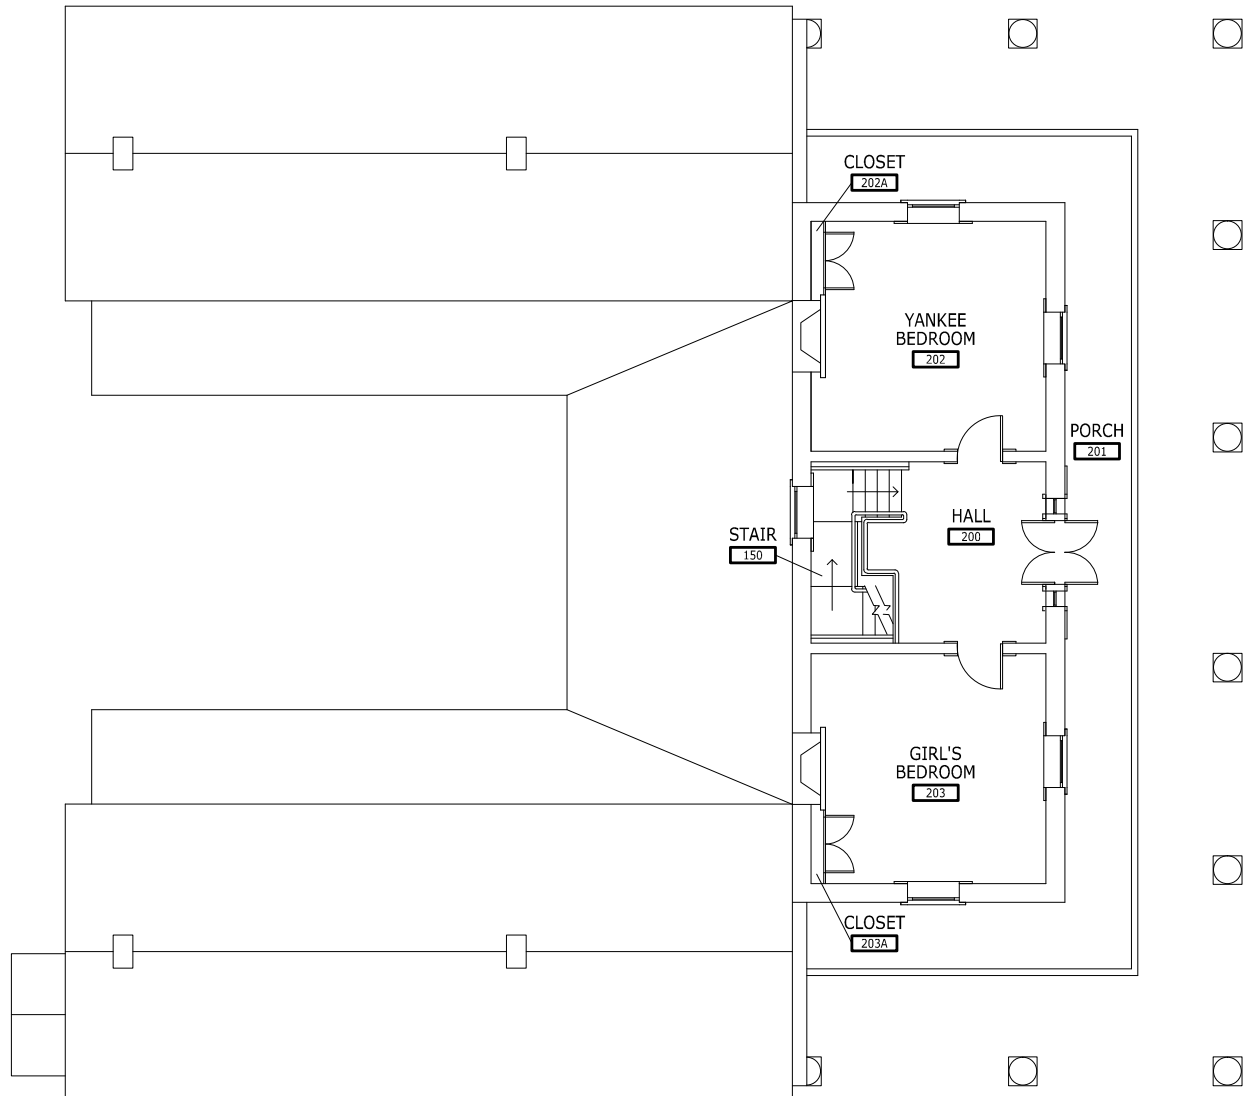 CLOSET
202A
YANKEE
BEDROOM
202
PORCH
201
HALL
200
STAIR
150
GIRL'S
BEDROOM
203
CLOSET
203A